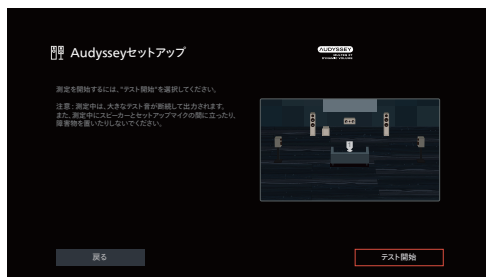 Audysseyセットアップ
AUDYSSEY
MULTEQ XT
DYNAMIC VOLUME
測定を開始するには、"テスト開始"を選択してください。
注意：測定中は、大きなテスト音が断続して出力されます。
また、測定中にスピーカーとセットアップマイクの間に立ったり、
障害物を置いたりしないでください。
戻る
テスト開始